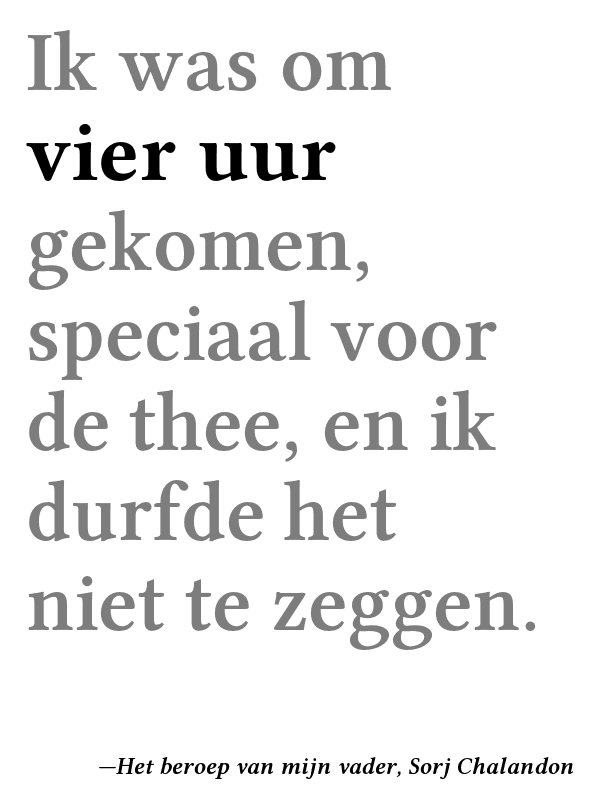 Ik was om
vier uur
gekomen,
speciaal voor
de thee, en ik
durfde het
niet te zeggen.
—Het beroep van mijn vader, Sorj Chalandon